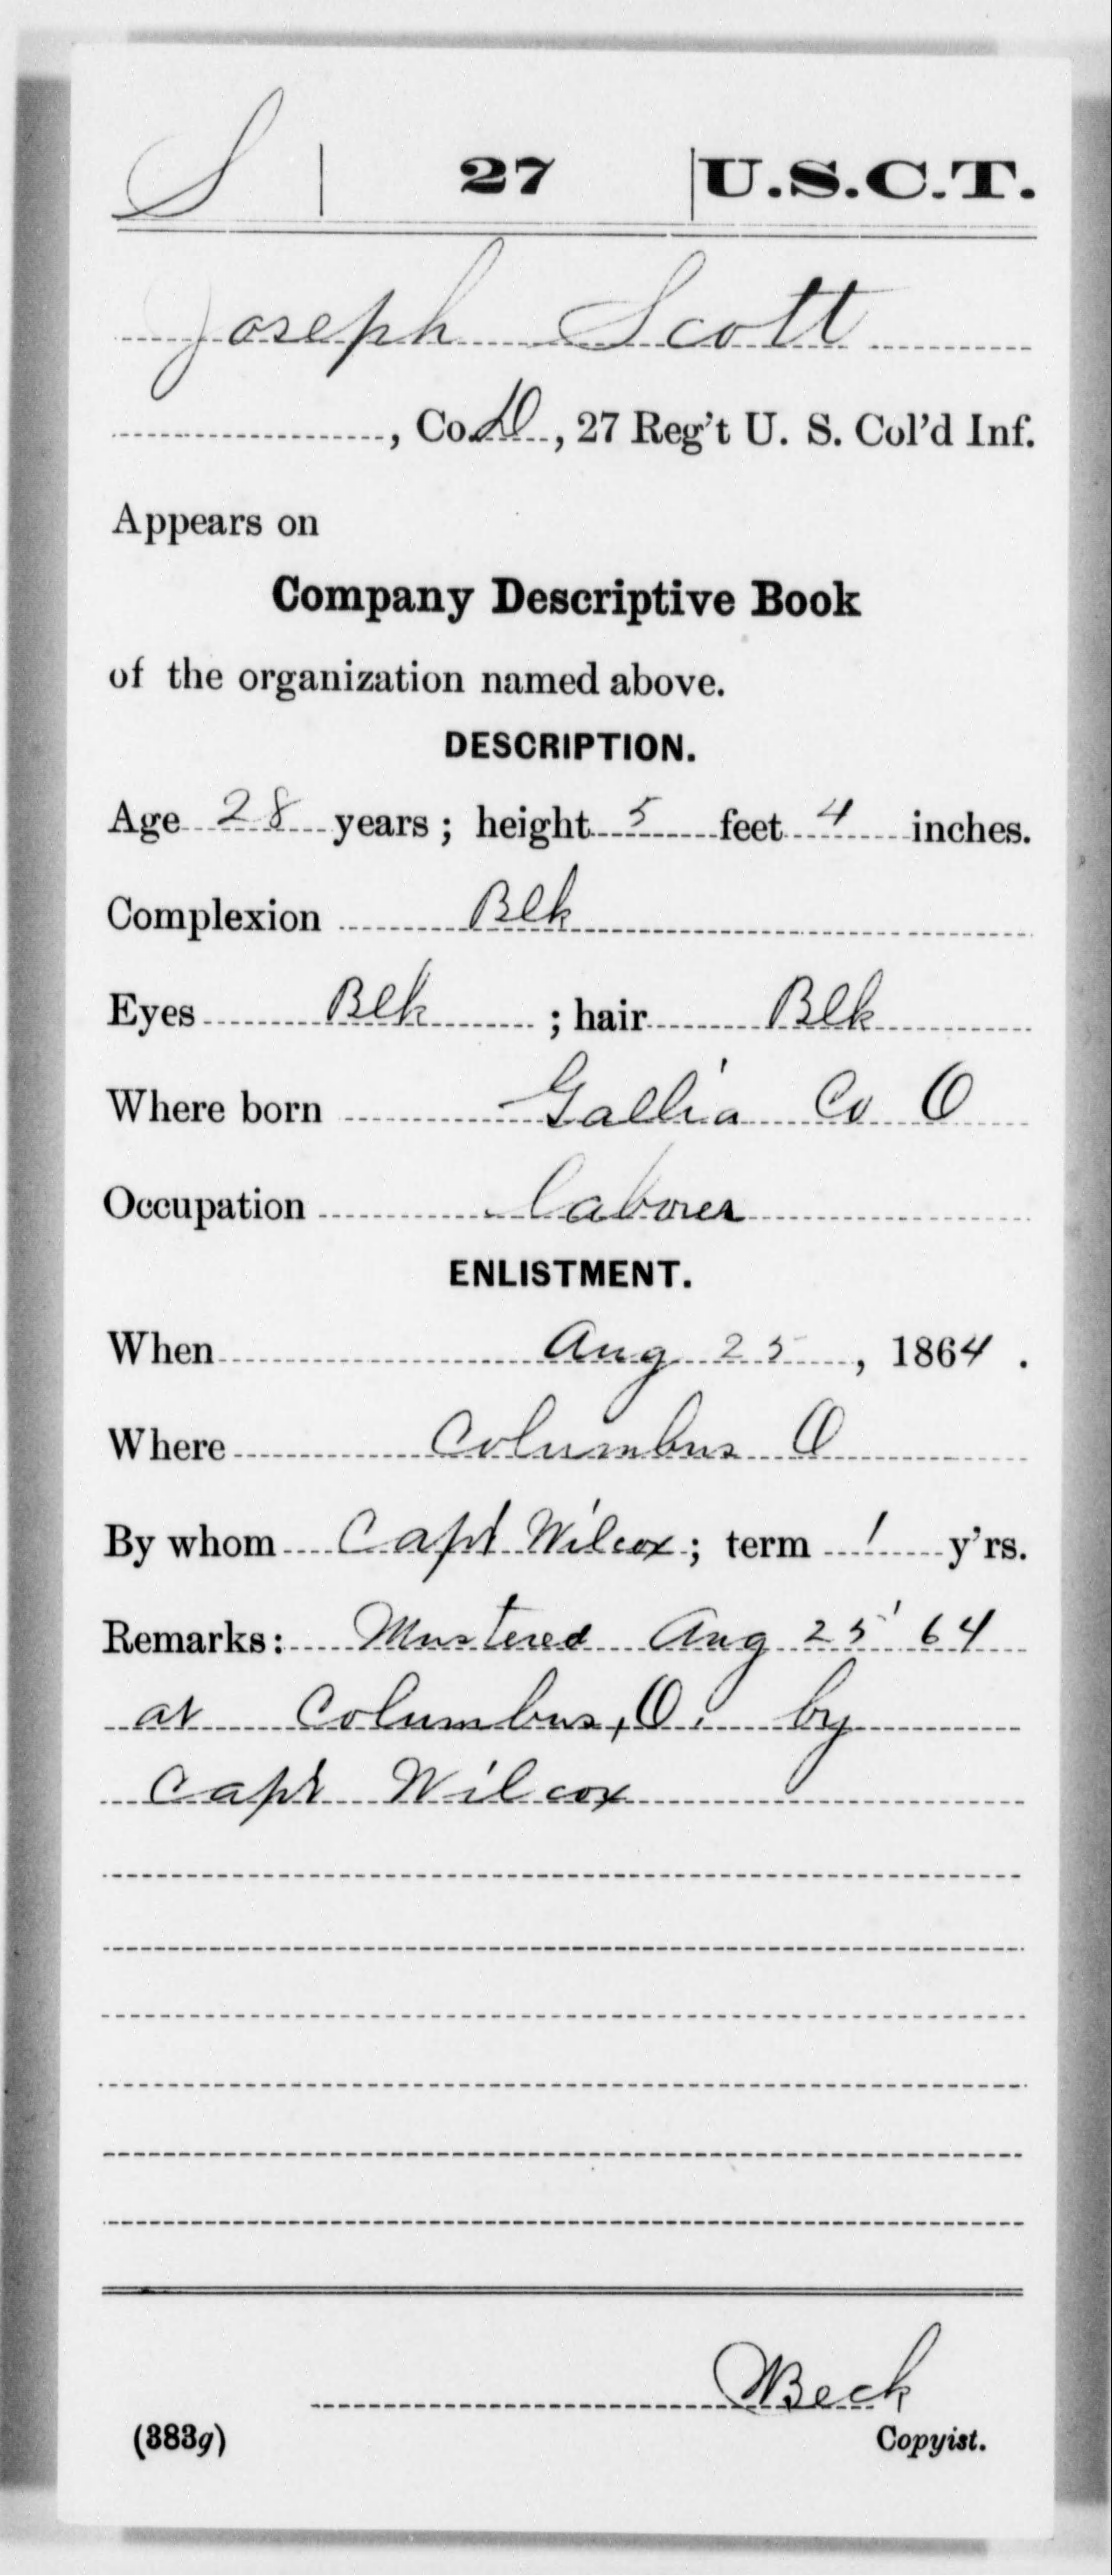 S | 27 | U.S.C.T.
Joseph Scott
, Co. D, 27 Reg't U. S. Col'd Inf.
Appears on
Company Descriptive Book
of the organization named above.
DESCRIPTION.
Age 28 years; height 5 feet 4 inches.
Complexion Blk
Eyes Blk; hair Blk
Where born Gallia Co O
Occupation laborer
ENLISTMENT.
When Aug 25, 1864.
Where Columbus O
By whom Capt Wilcox; term 1 y'rs.
Remarks: Mustered Aug 25' 64
at Columbus, O. by
Capt Wilcox
Beck
(383g) Copyist.